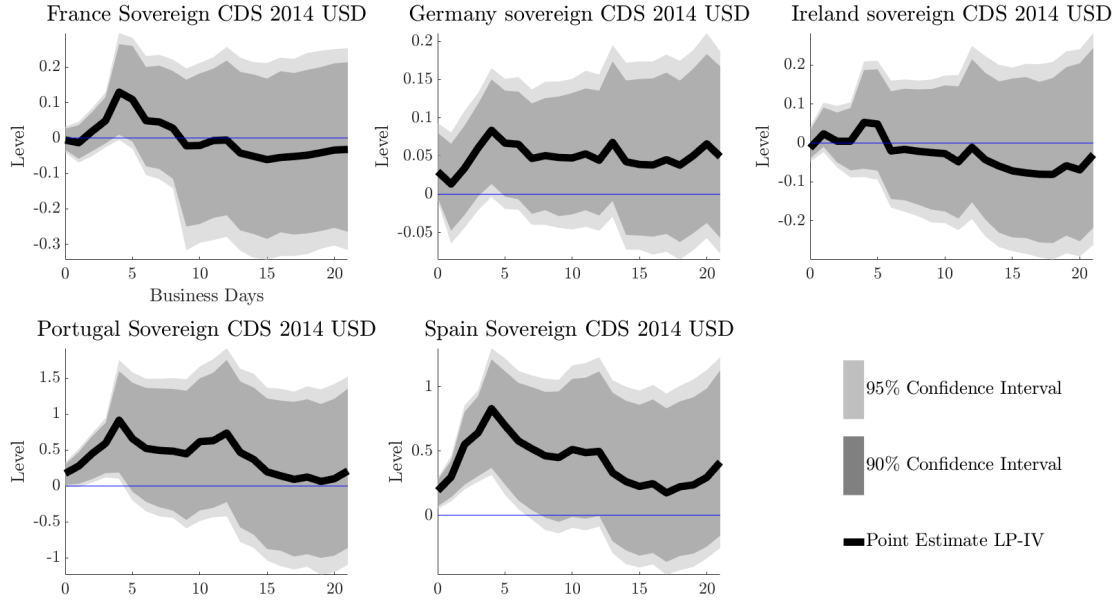 France Sovereign CDS 2014 USD
Level
0.2
0.1
0
-0.1
-0.2
-0.3
0 5 10 15 20
Business Days
Germany sovereign CDS 2014 USD
Level
0.2
0.15
0.1
0.05
0
-0.05
0 5 10 15 20
Ireland sovereign CDS 2014 USD
Level
0.2
0.1
0
-0.1
-0.2
0 5 10 15 20
Portugal Sovereign CDS 2014 USD
Level
1.5
1
0.5
0
-0.5
-1
0 5 10 15 20
Spain Sovereign CDS 2014 USD
Level
1
0.5
0
0 5 10 15 20
95% Confidence Interval
90% Confidence Interval
Point Estimate LP-IV